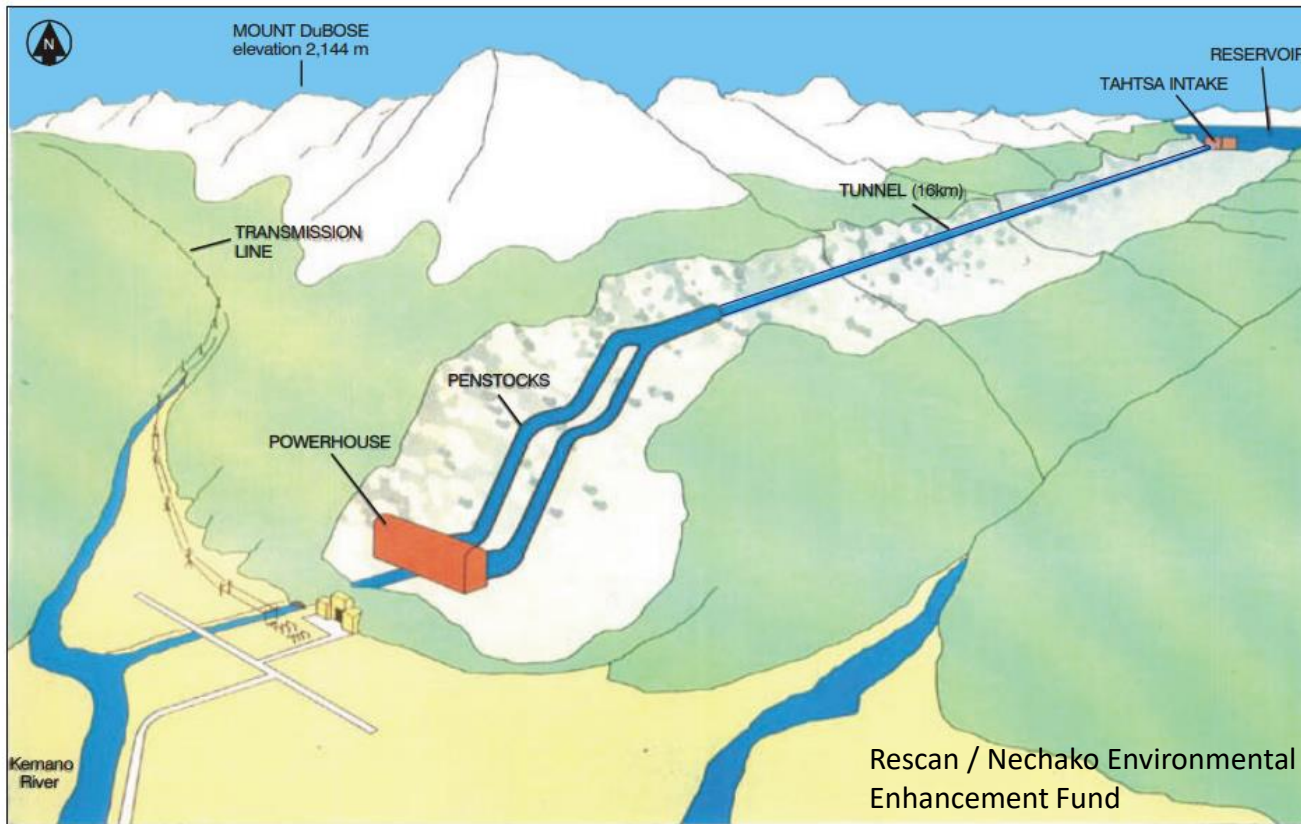 N
MOUNT DuBOSE
elevation 2,144 m
RESERVOIR
TAHTSA INTAKE
TUNNEL (16km)
TRANSMISSION
LINE
PENSTOCKS
POWERHOUSE
Kemano
River
Rescan / Nechako Environmental
Enhancement Fund